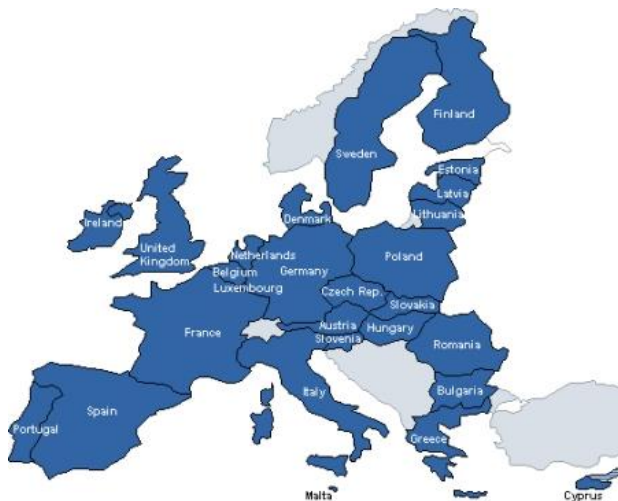 Finland
Sweden
Estonia
Latvia
Lithuania
Denmark
Ireland
United
Kingdom
Netherlands
Belgium
Luxembourg
Germany
Poland
Czech Rep.
Slovakia
Austria
Hungary
Slovenia
France
Romania
Italy
Bulgaria
Spain
Portugal
Greece
Malta
Cyprus